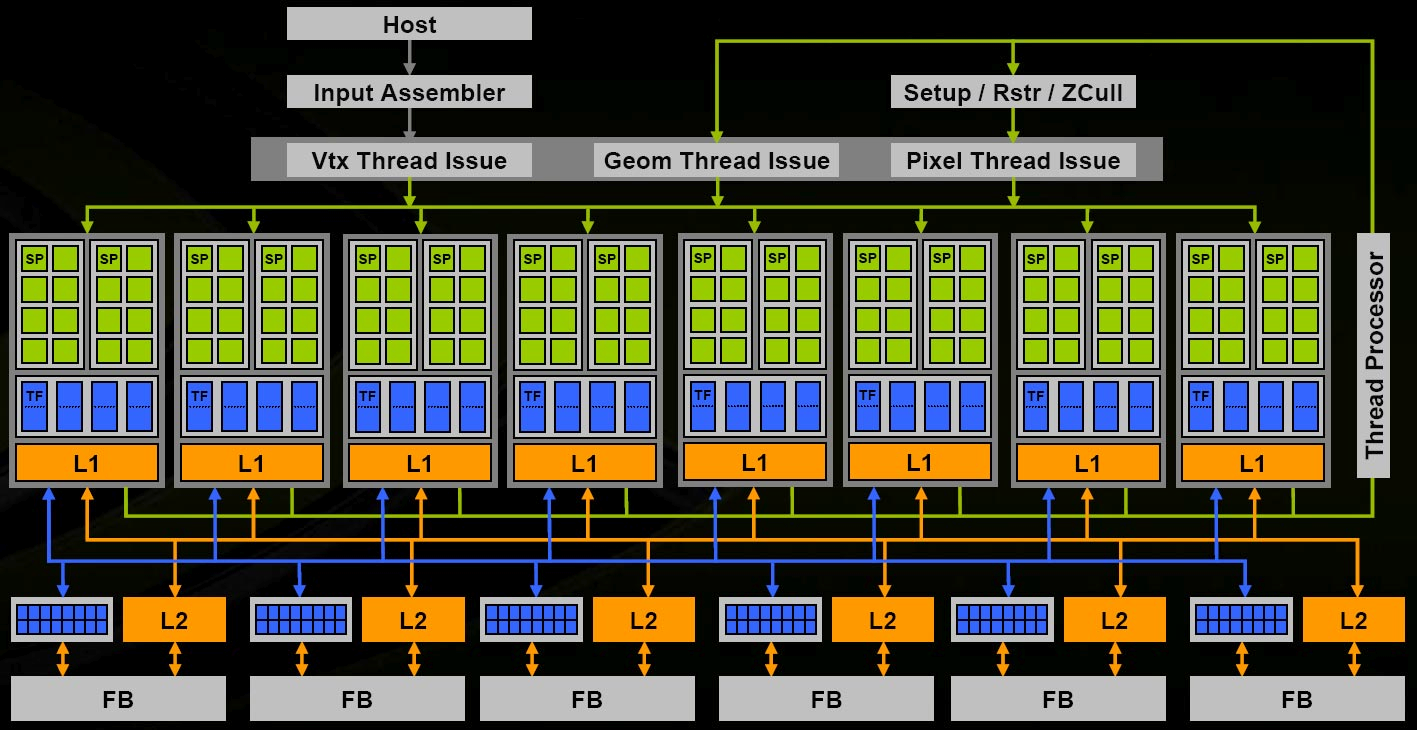 Host
Input Assembler
Setup / Rstr / ZCull
Vtx Thread Issue
Geom Thread Issue
Pixel Thread Issue
SP SP SP SP SP SP SP SP SP SP SP SP SP SP SP SP
Thread Processor
TF TF TF TF TF TF TF TF
L1 L1 L1 L1 L1 L1 L1 L1
L2 L2 L2 L2 L2 L2
FB FB FB FB FB FB